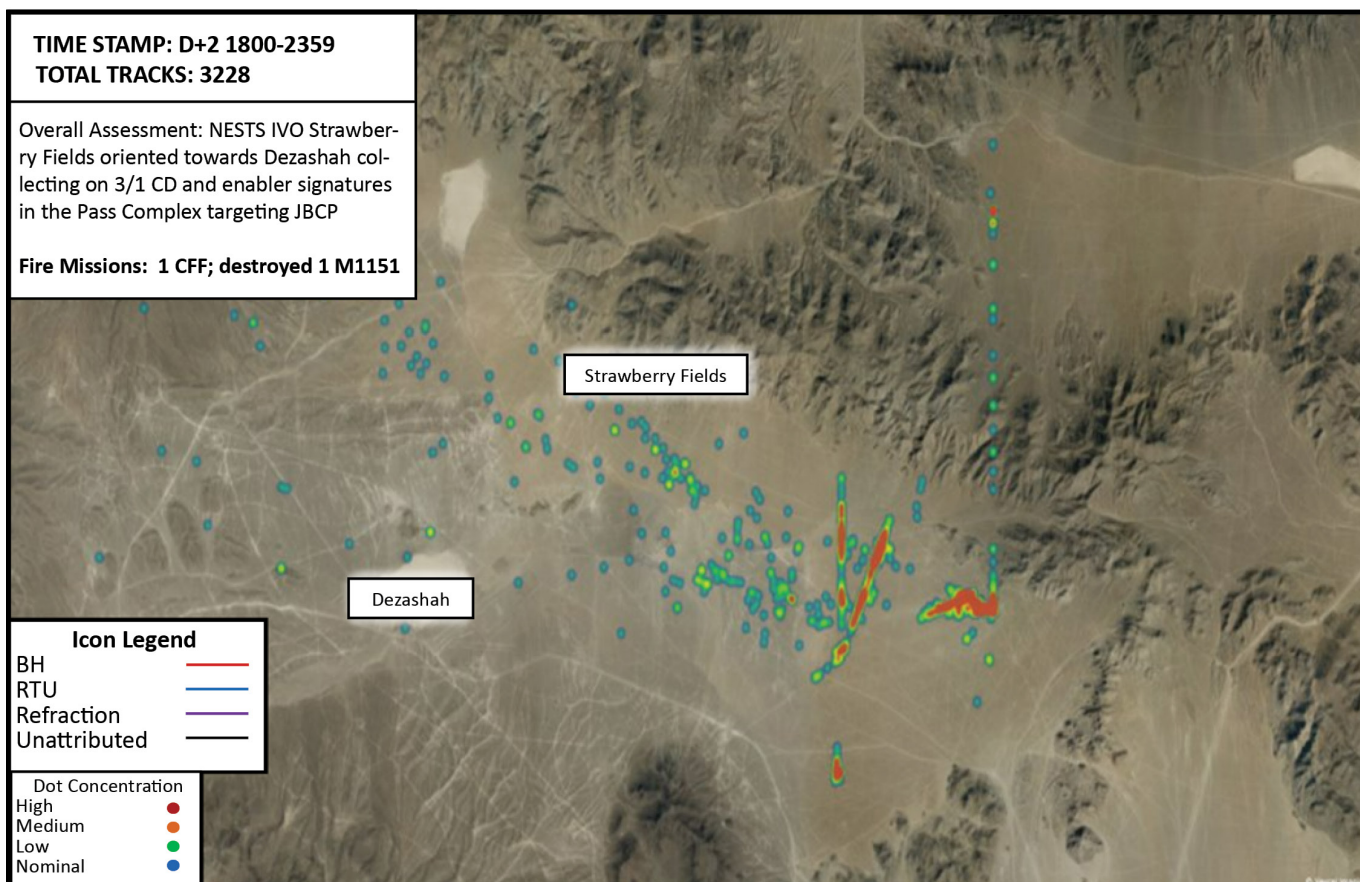 TIME STAMP: D+2 1800-2359
TOTAL TRACKS: 3228
Overall Assessment: NESTS IVO Strawber-
ry Fields oriented towards Dezashah col-
lecting on 3/1 CD and enabler signatures
in the Pass Complex targeting JBCP
Fire Missions: 1 CFF; destroyed 1 M1151
Strawberry Fields
Dezashah
Icon Legend
BH
RTU
Refraction
Unattributed
Dot Concentration
High
Medium
Low
Nominal